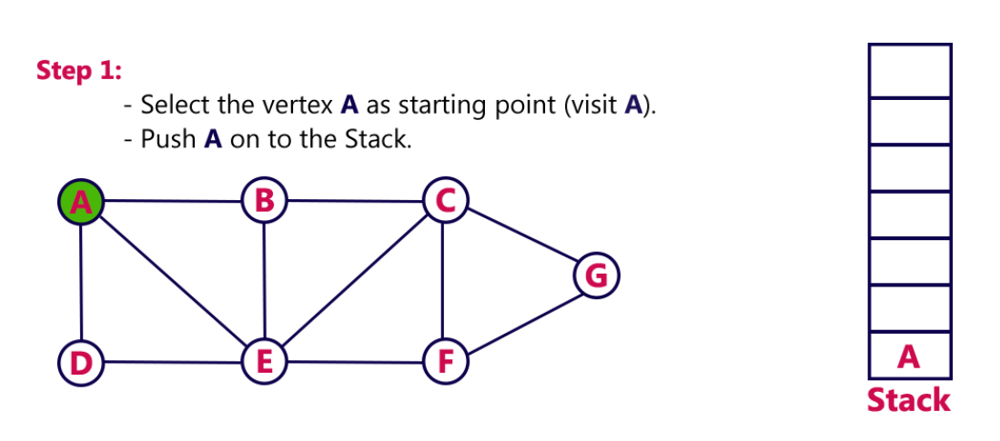 Step 1:
- Select the vertex A as starting point (visit A).
- Push A on to the Stack.
A
B
C
G
D
E
F
A
Stack